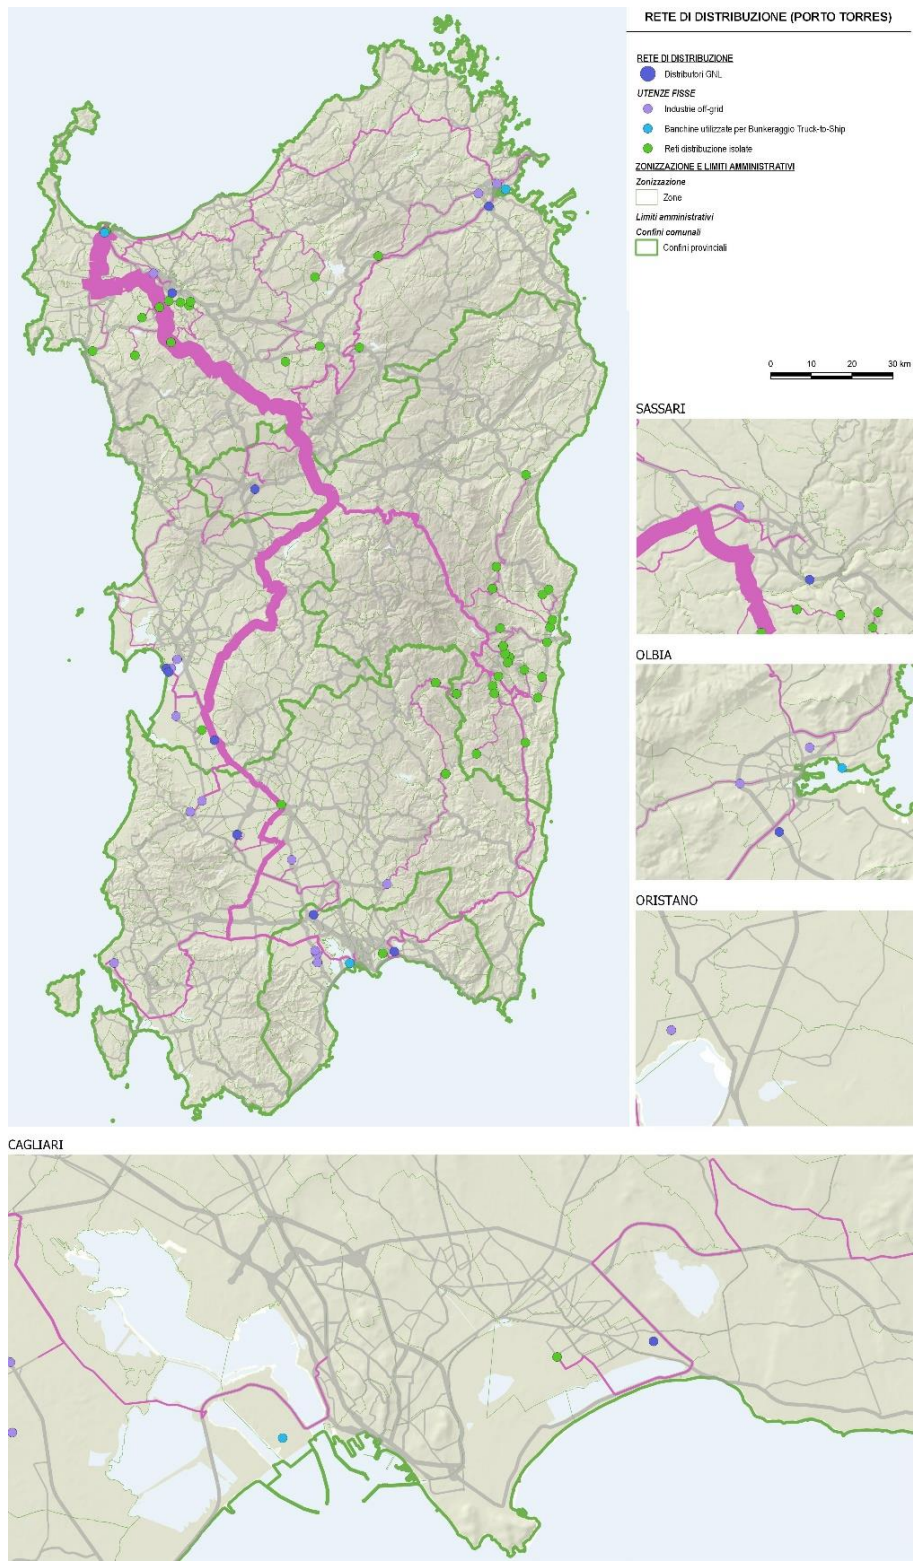 RETE DI DISTRIBUZIONE (PORTO TORRES)
RETE DI DISTRIBUZIONE
Distributori GNL
UTENZE FISSE
Industrie off-grid
Banchine utilizzate per Bunkeraggio Truck-to-Ship
Reti distribuzione isolate
ZONIZZAZIONE E LIMITI AMMINISTRATIVI
Zonizzazione
Zone
Limiti amministrativi
Confini comunali
Confini provinciali
0 10 20 30 km
SASSARI
OLBIA
ORISTANO
CAGLIARI